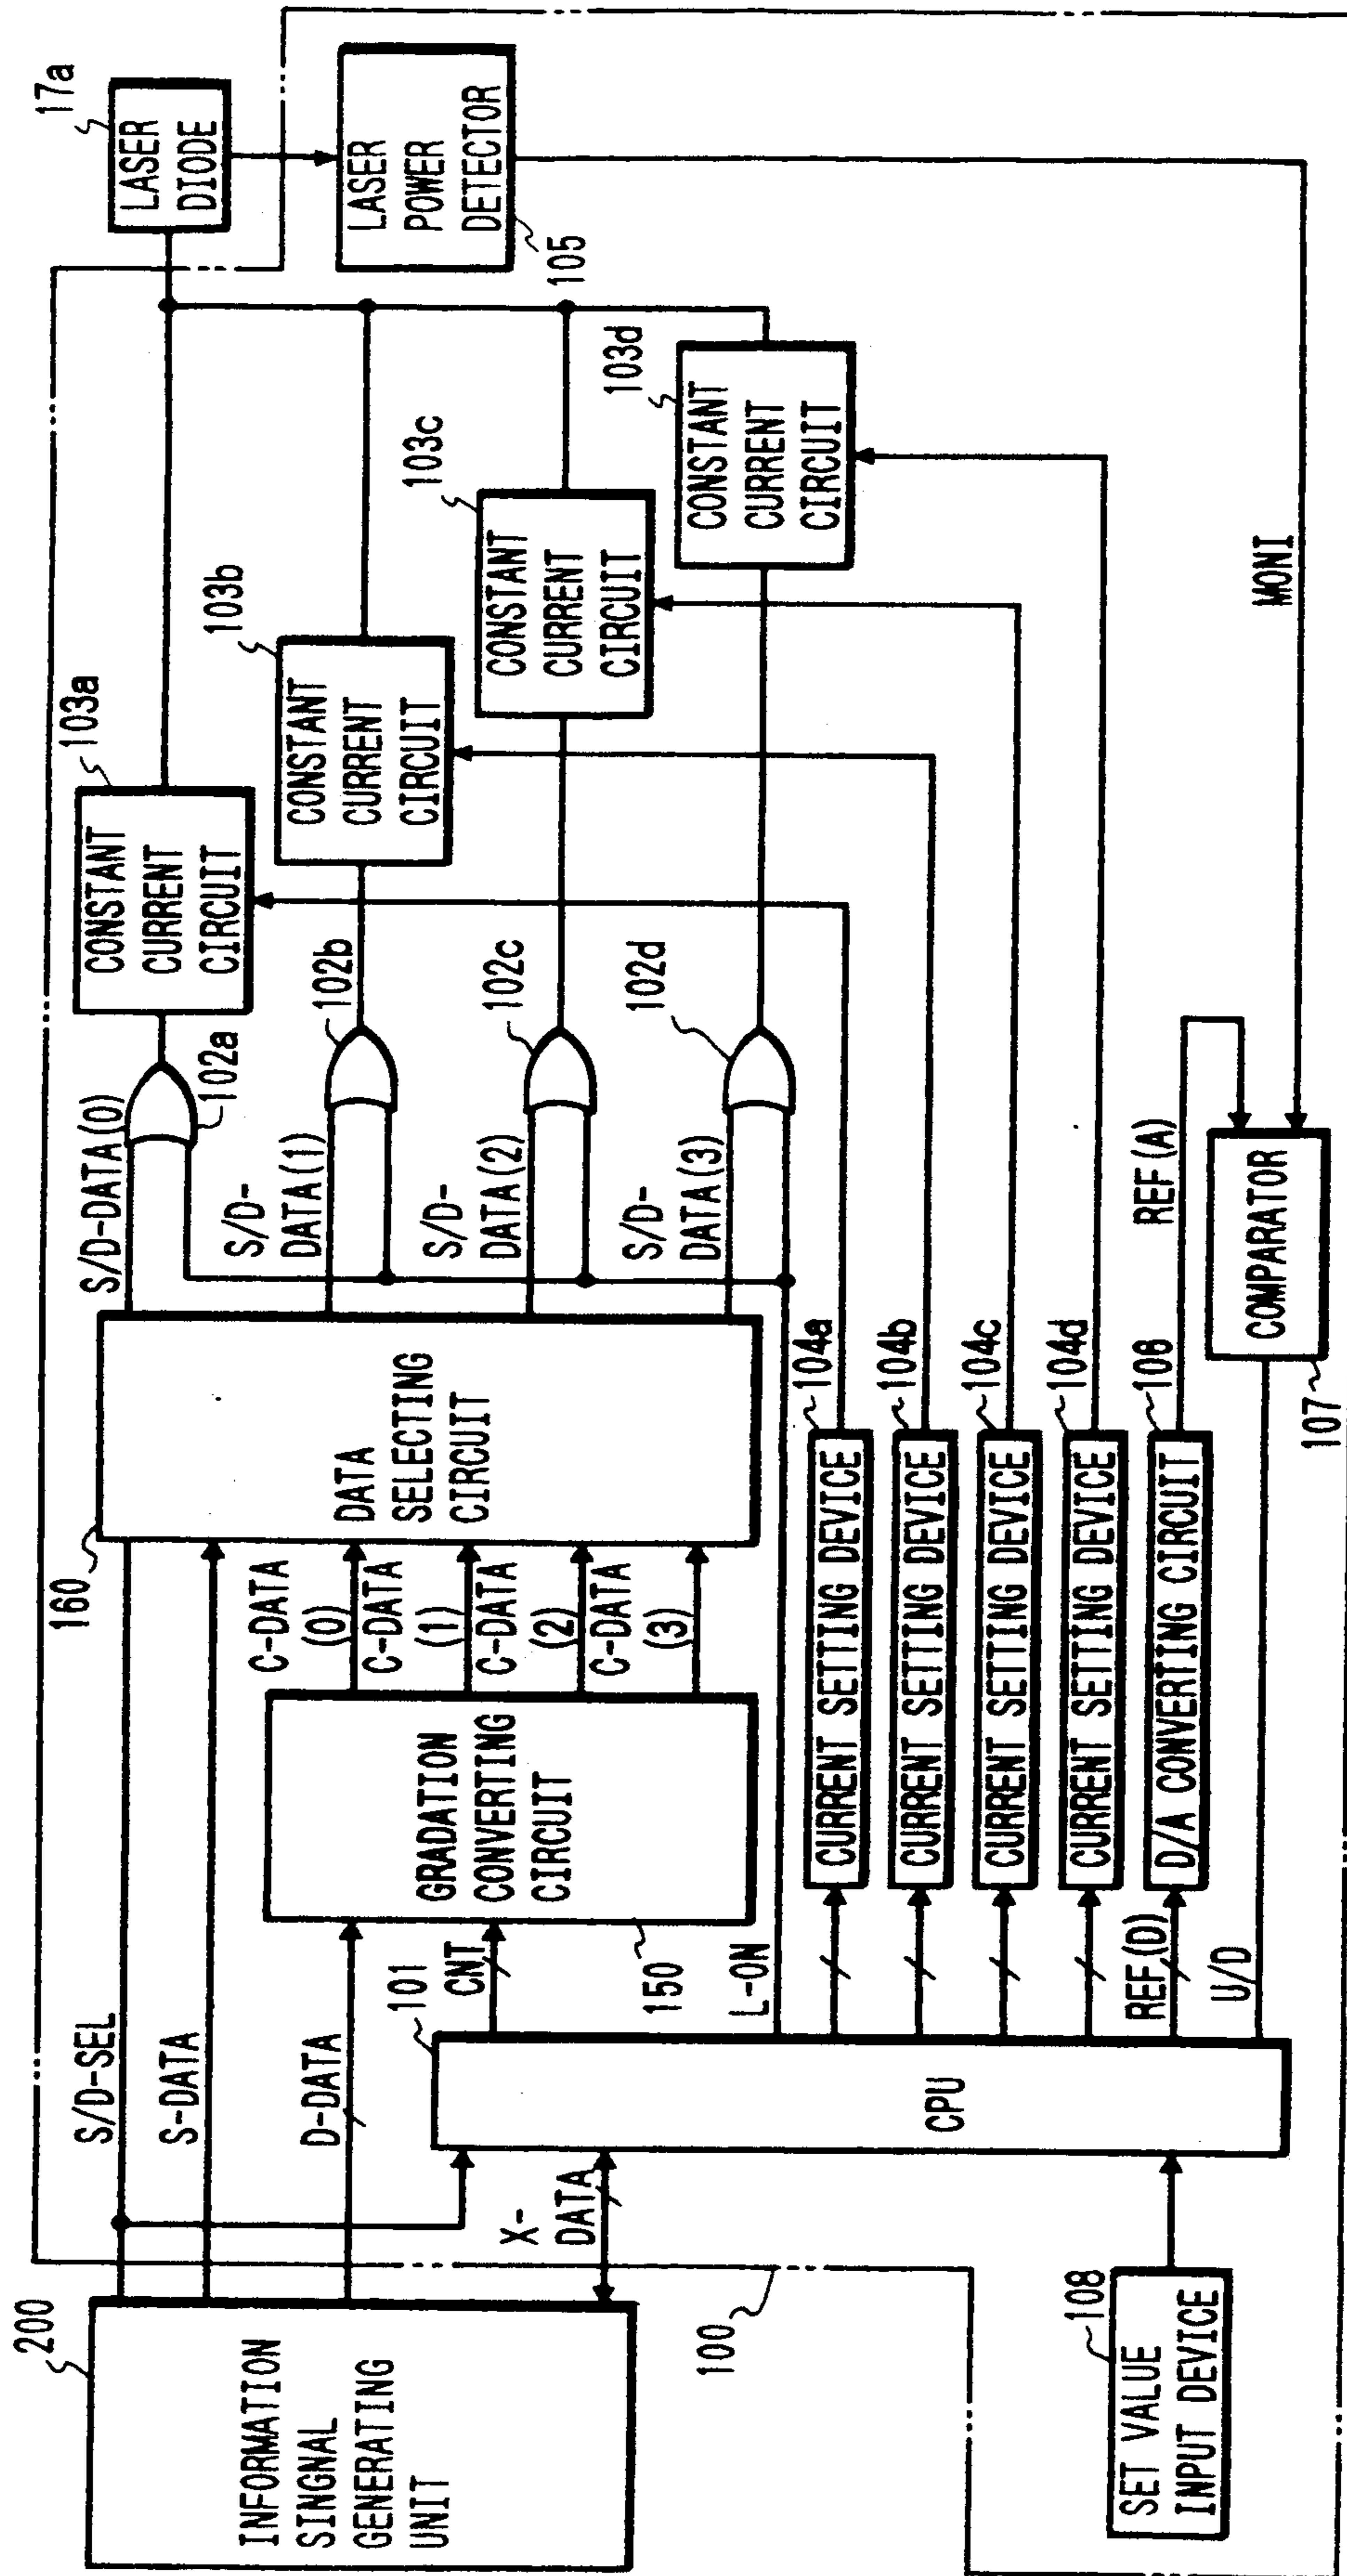 200
INFORMATION
SINGNAL
GENERATING
UNIT
S/D-SEL
S-DATA
D-DATA
X-
DATA
100
108
SET VALUE
INPUT DEVICE
101
CPU
CNT
150
GRADATION
CONVERTING
CIRCUIT
L-ON
REF(D)
U/D
C-DATA
(0)
C-DATA
(1)
C-DATA
(2)
C-DATA
(3)
160
DATA
SELECTING
CIRCUIT
CURRENT SETTING DEVICE
104a
CURRENT SETTING DEVICE
104b
CURRENT SETTING DEVICE
104c
CURRENT SETTING DEVICE
104d
D/A CONVERTING CIRCUIT
106
107
COMPARATOR
REF(A)
MONI
S/D-DATA(0)
S/D-
DATA(1)
S/D-
DATA(2)
S/D-
DATA(3)
102a
102b
102c
102d
103a
CONSTANT
CURRENT
CIRCUIT
103b
CONSTANT
CURRENT
CIRCUIT
103c
CONSTANT
CURRENT
CIRCUIT
103d
CONSTANT
CURRENT
CIRCUIT
17a
LASER
DIODE
LASER
POWER
DETECTOR
105